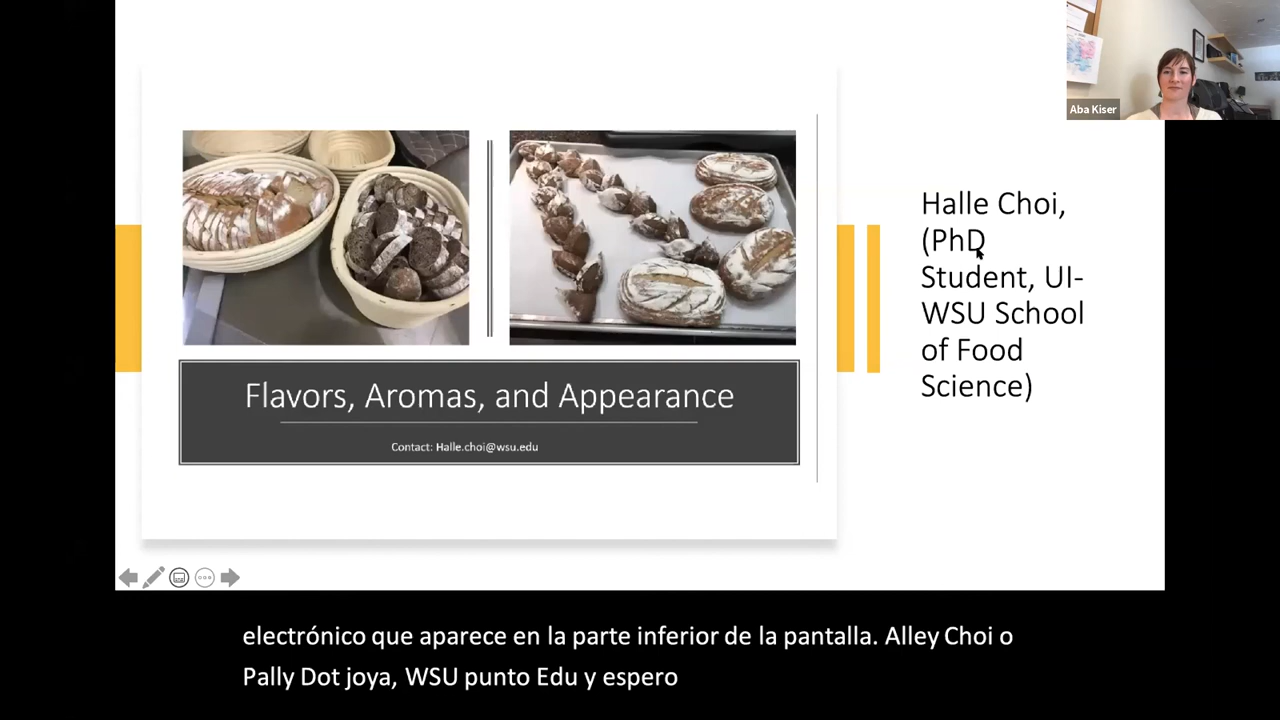 Aba Kiser
Halle Choi,
(PhD
Student, UI-
WSU School
of Food
Science)
Flavors, Aromas, and Appearance
Contact: Halle.choi@wsu.edu
electrónico que aparece en la parte inferior de la pantalla. Alley Choi o
Pally Dot joya, WSU punto Edu y espero